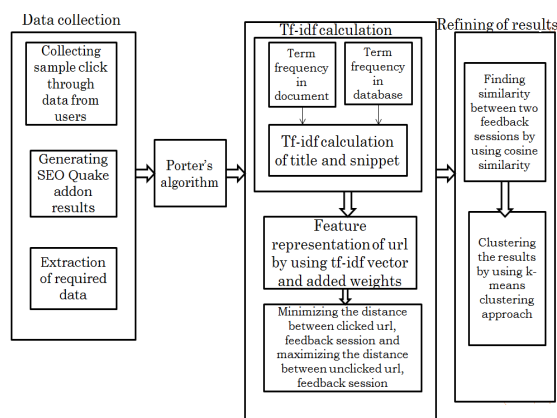 Data collection
Collecting
sample click
through
data from
users
Generating
SEO Quake
addon
results
Extraction
of required
data
Porter's
algorithm
Tf-idf calculation
Term
frequency
in
document
Term
frequency
in
database
Tf-idf calculation
of title and snippet
Feature
representation of url
by using tf-idf vector
and added weights
Minimizing the distance
between clicked url,
feedback session and
maximizing the distance
between unclicked url,
feedback session
Refining of results
Finding
similarity
between two
feedback
sessions by
using cosine
similarity
Clustering
the results
by using k-
means
clustering
approach